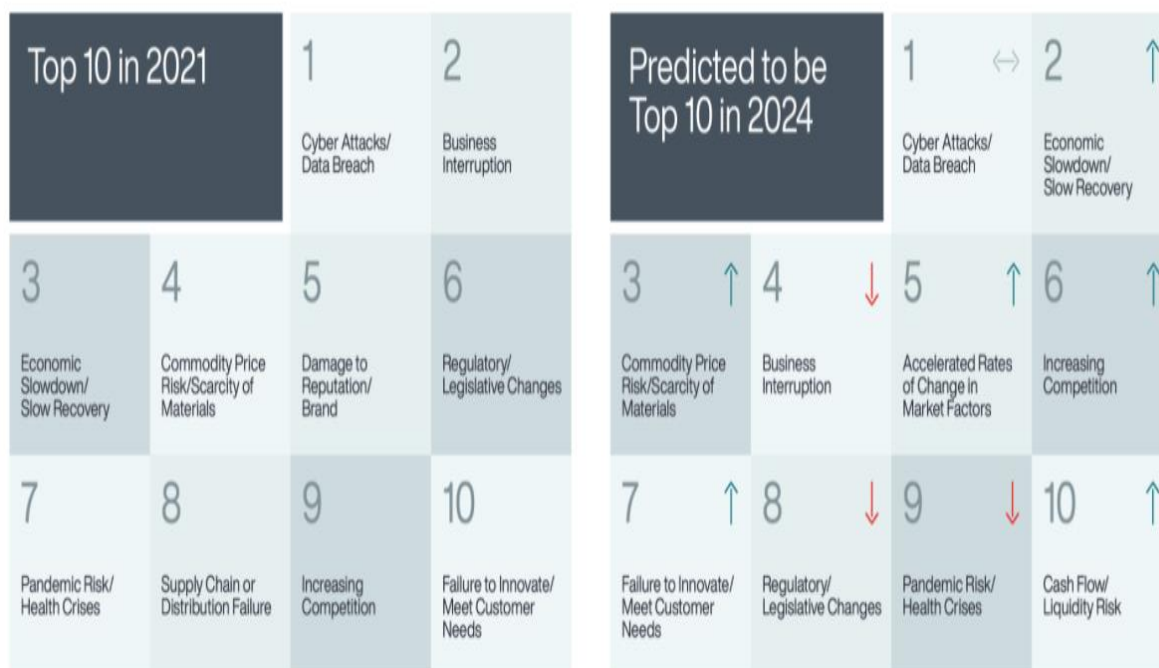 Top 10 in 2021
1
Cyber Attacks/
Data Breach
2
Business
Interruption
3
Economic
Slowdown/
Slow Recovery
4
Commodity Price
Risk/Scarcity of
Materials
5
Damage to
Reputation/
Brand
6
Regulatory/
Legislative Changes
7
Pandemic Risk/
Health Crises
8
Supply Chain or
Distribution Failure
9
Increasing
Competition
10
Failure to Innovate/
Meet Customer
Needs
Predicted to be
Top 10 in 2024
1
Cyber Attacks/
Data Breach
2
Economic
Slowdown/
Slow Recovery
3
Commodity Price
Risk/Scarcity of
Materials
4
Business
Interruption
5
Accelerated Rates
of Change in
Market Factors
6
Increasing
Competition
7
Failure to Innovate/
Meet Customer
Needs
8
Regulatory/
Legislative Changes
9
Pandemic Risk/
Health Crises
10
Cash Flow/
Liquidity Risk